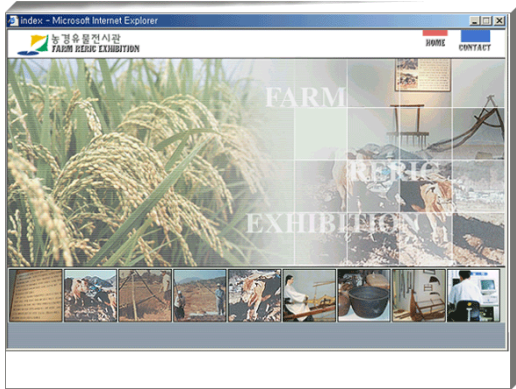 index - Microsoft Internet Explorer
농경유물전시관
FARM RERIC EXHIBITION
HOME
CONTACT
FARM
RERIC
EXHIBITION